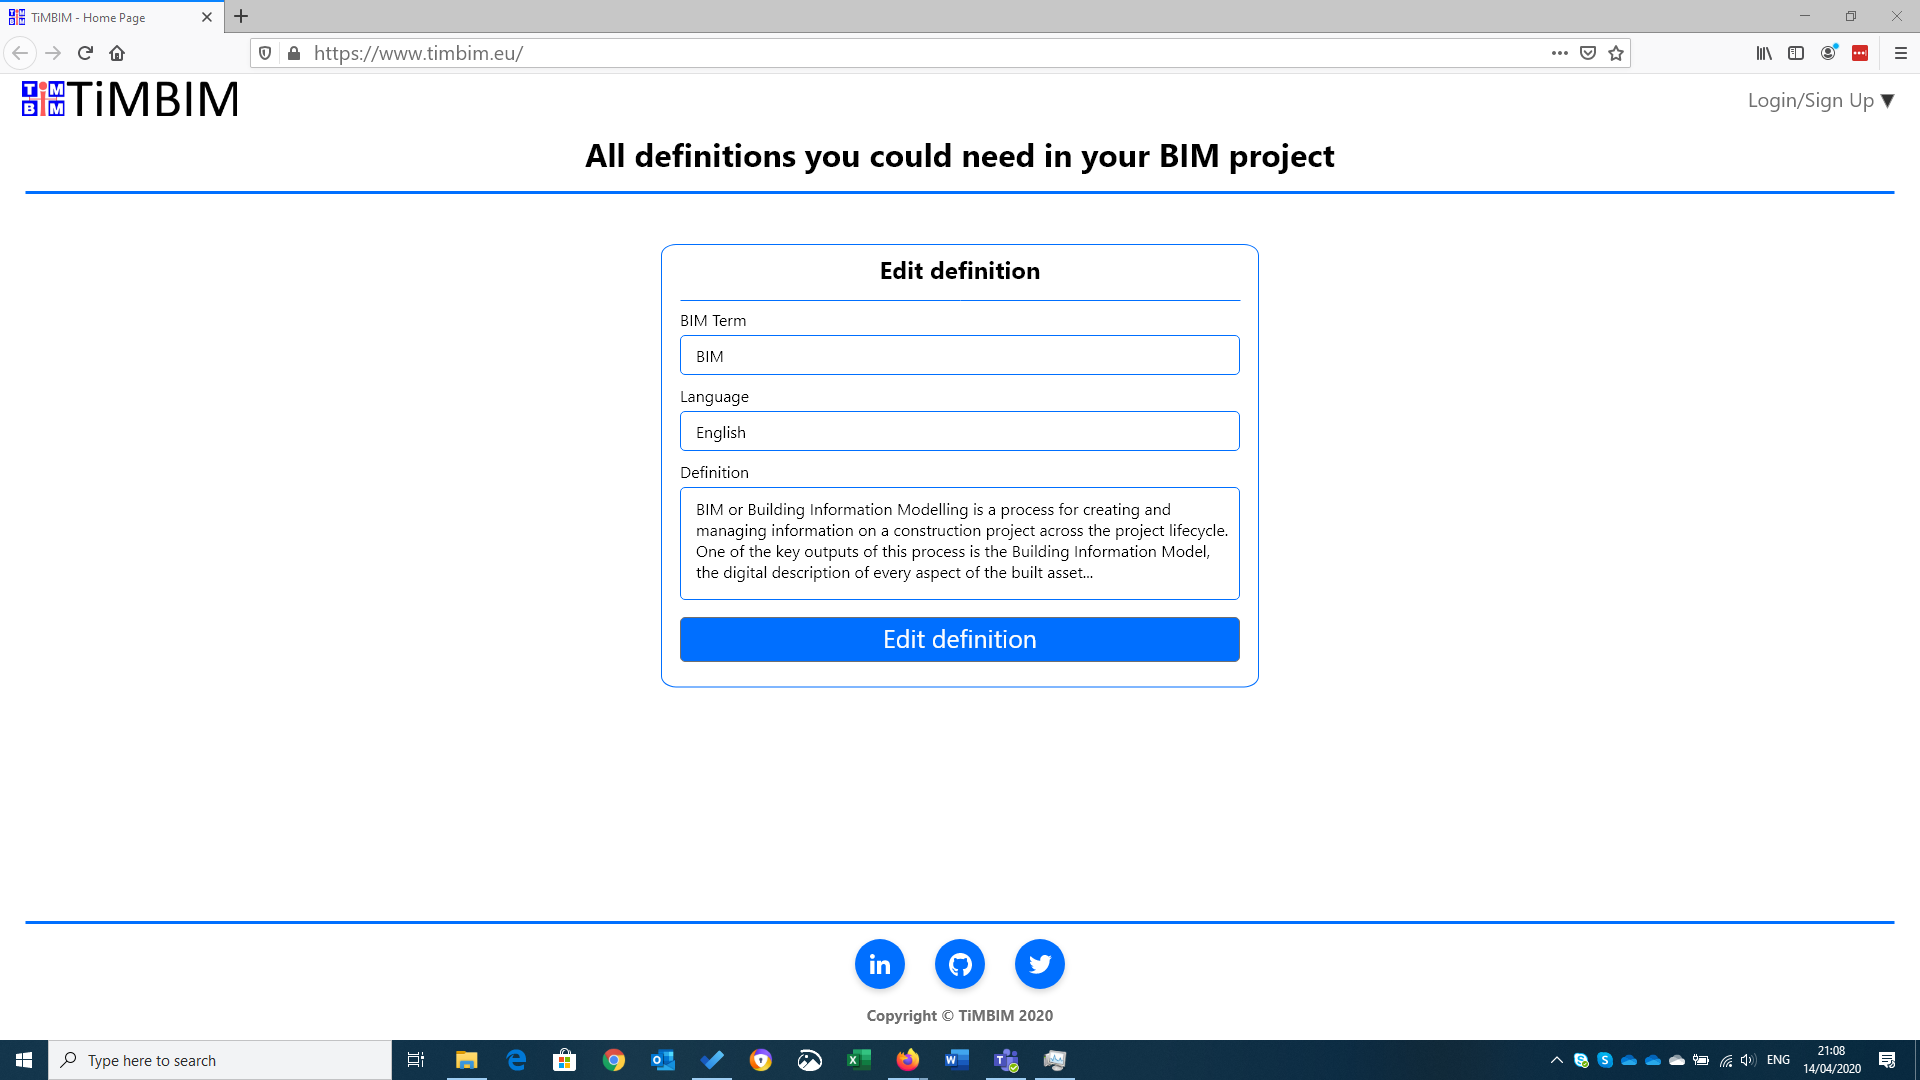 TiMBIM - Home Page
https://www.timbim.eu/
TiM
BiM
TiMBIM
Login/Sign Up ▼
All definitions you could need in your BIM project
Edit definition
BIM Term
BIM
Language
English
Definition
BIM or Building Information Modelling is a process for creating and
managing information on a construction project across the project lifecycle.
One of the key outputs of this process is the Building Information Model,
the digital description of every aspect of the built asset...
Edit definition
Copyright © TiMBIM 2020
Type here to search
ENG
21:08
14/04/2020